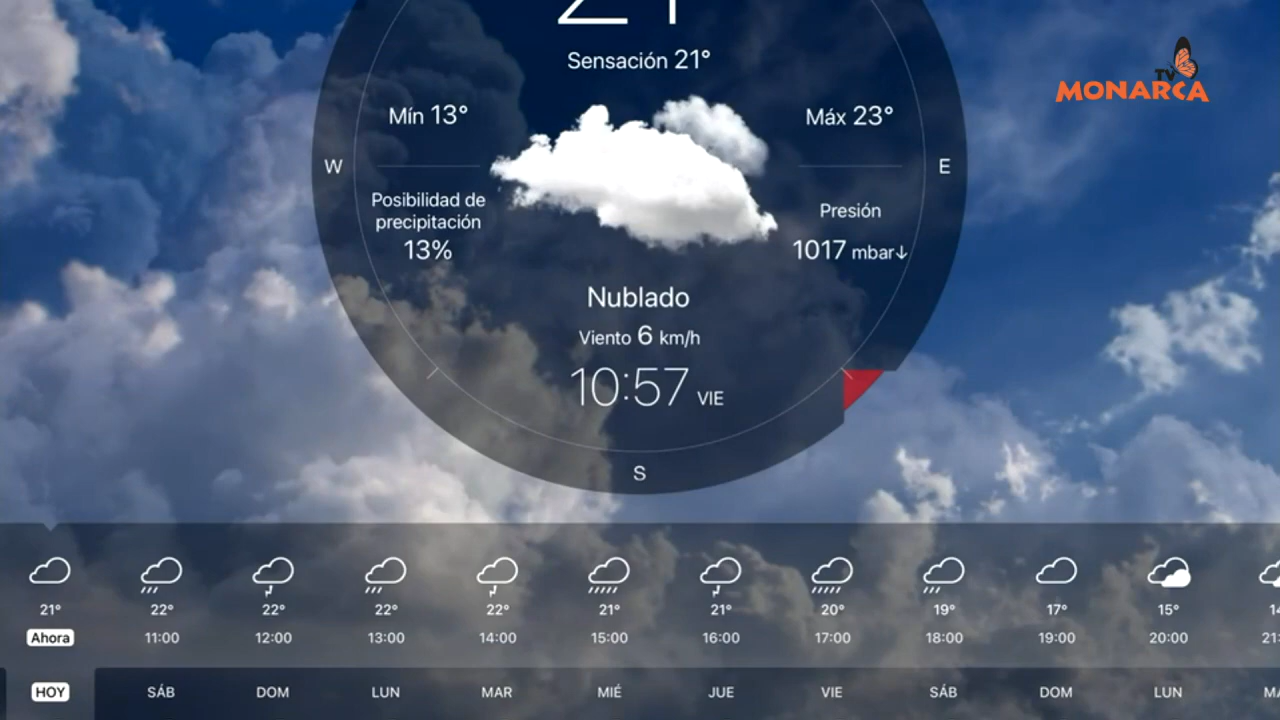 Sensación 21°
TV
MONARCA
Mín 13°
Máx 23°
W
E
Posibilidad de
precipitación
13%
Presión
1017 mbar↓
Nublado
Viento 6 km/h
10:57 VIE
S
21° 22° 22° 22° 22° 21° 21° 20° 19° 17° 15°
Ahora 11:00 12:00 13:00 14:00 15:00 16:00 17:00 18:00 19:00 20:00
HOY SÁB DOM LUN MAR MIÉ JUE VIE SÁB DOM LUN